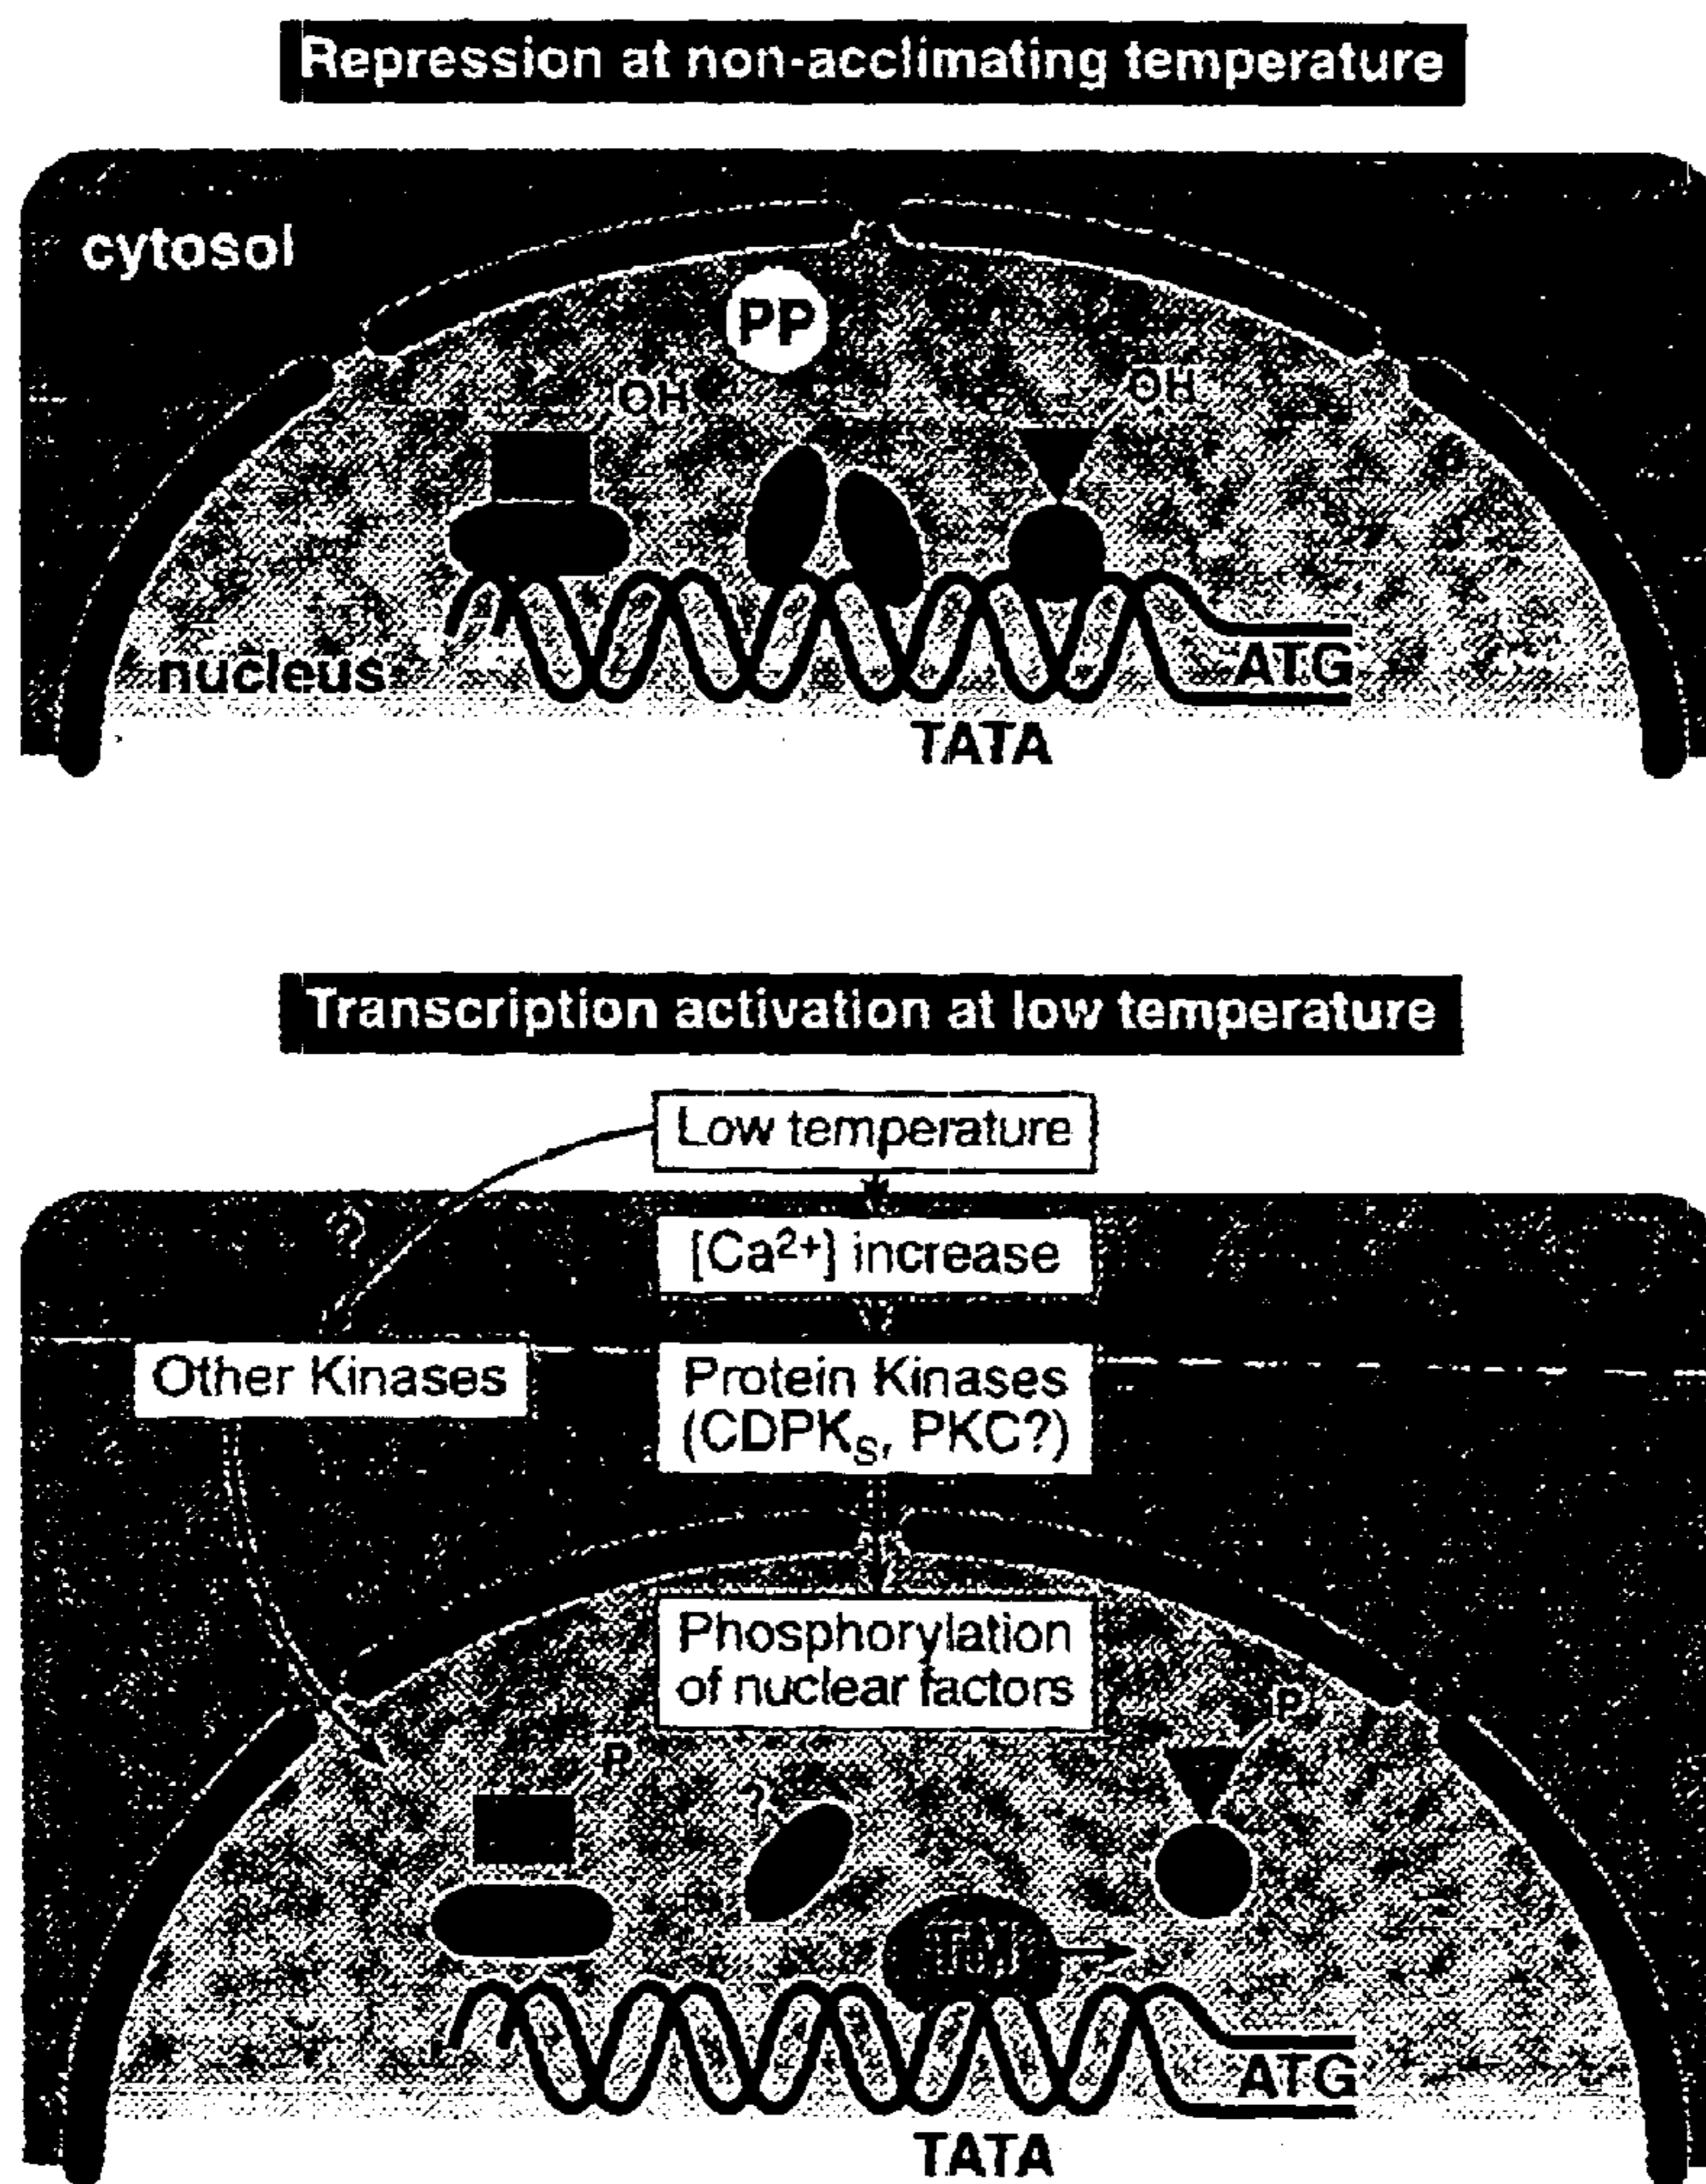 Repression at non-acclimating temperature
cytosol
PP
OH
OH
nucleus
ATG
TATA
Transcription activation at low temperature
Low temperature
?
[Ca²⁺] increase
Other Kinases
Protein Kinases
(CDPKₛ, PKC?)
Phosphorylation
of nuclear factors
P
P
?
ATG
TATA